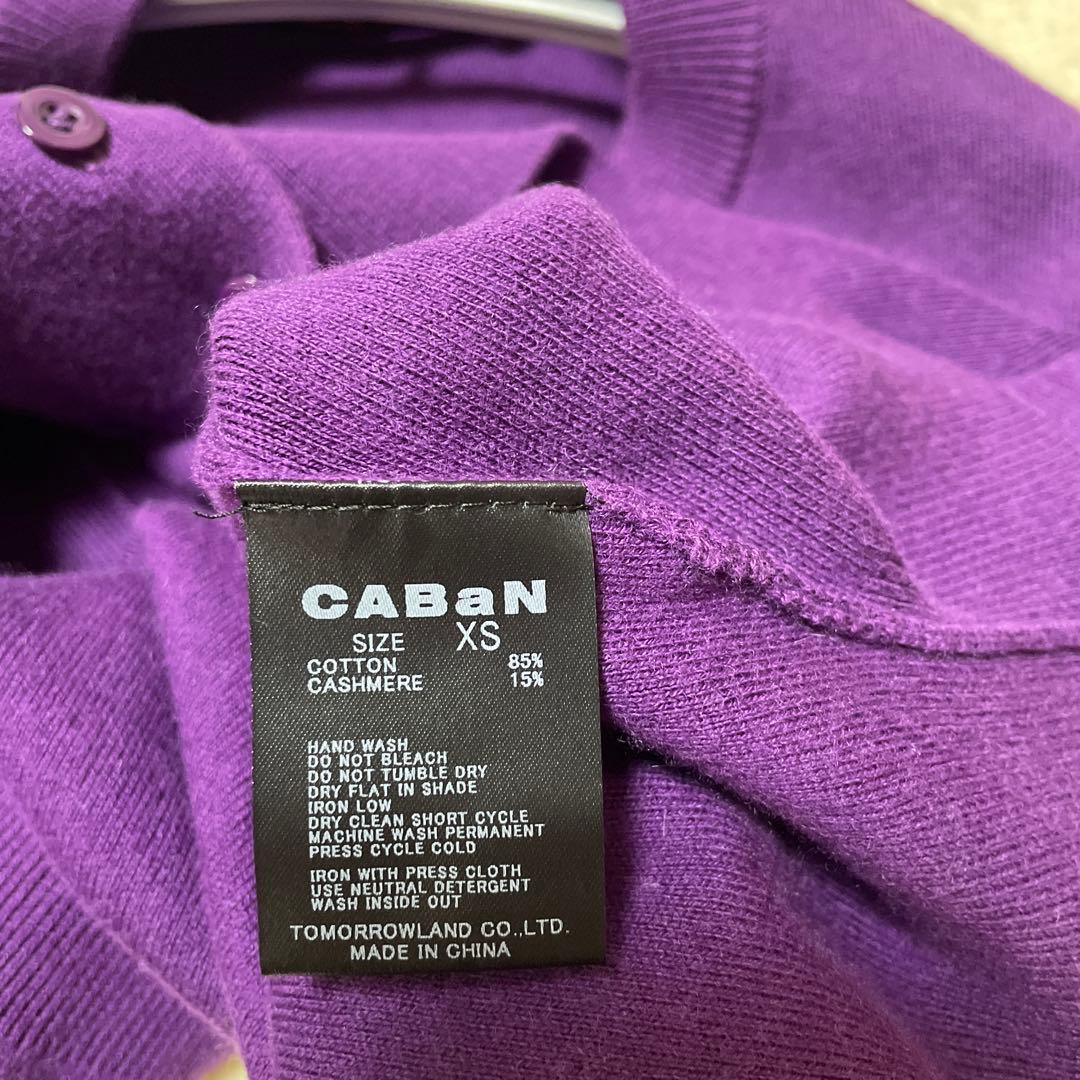 CABaN
SIZE XS
COTTON 85%
CASHMERE 15%
HAND WASH
DO NOT BLEACH
DO NOT TUMBLE DRY
DRY FLAT IN SHADE
IRON LOW
DRY CLEAN SHORT CYCLE
MACHINE WASH PERMANENT
PRESS CYCLE COLD
IRON WITH PRESS CLOTH
USE NEUTRAL DETERGENT
WASH INSIDE OUT
TOMORROWLAND CO.,LTD.
MADE IN CHINA